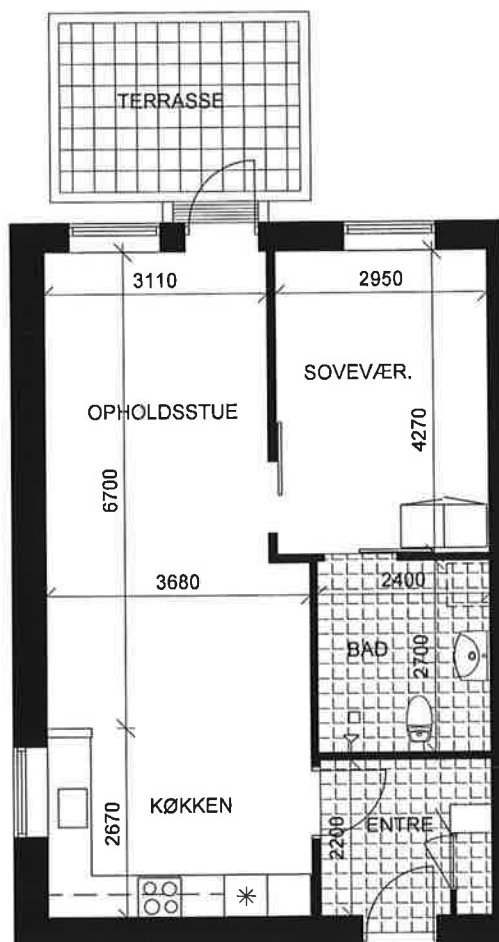 TERRASSE
3110
2950
SOVEVÆR.
OPHOLDSSTUE
4270
6700
3680
2400
BAD
2700
KØKKEN
2670
ENTRE
2200